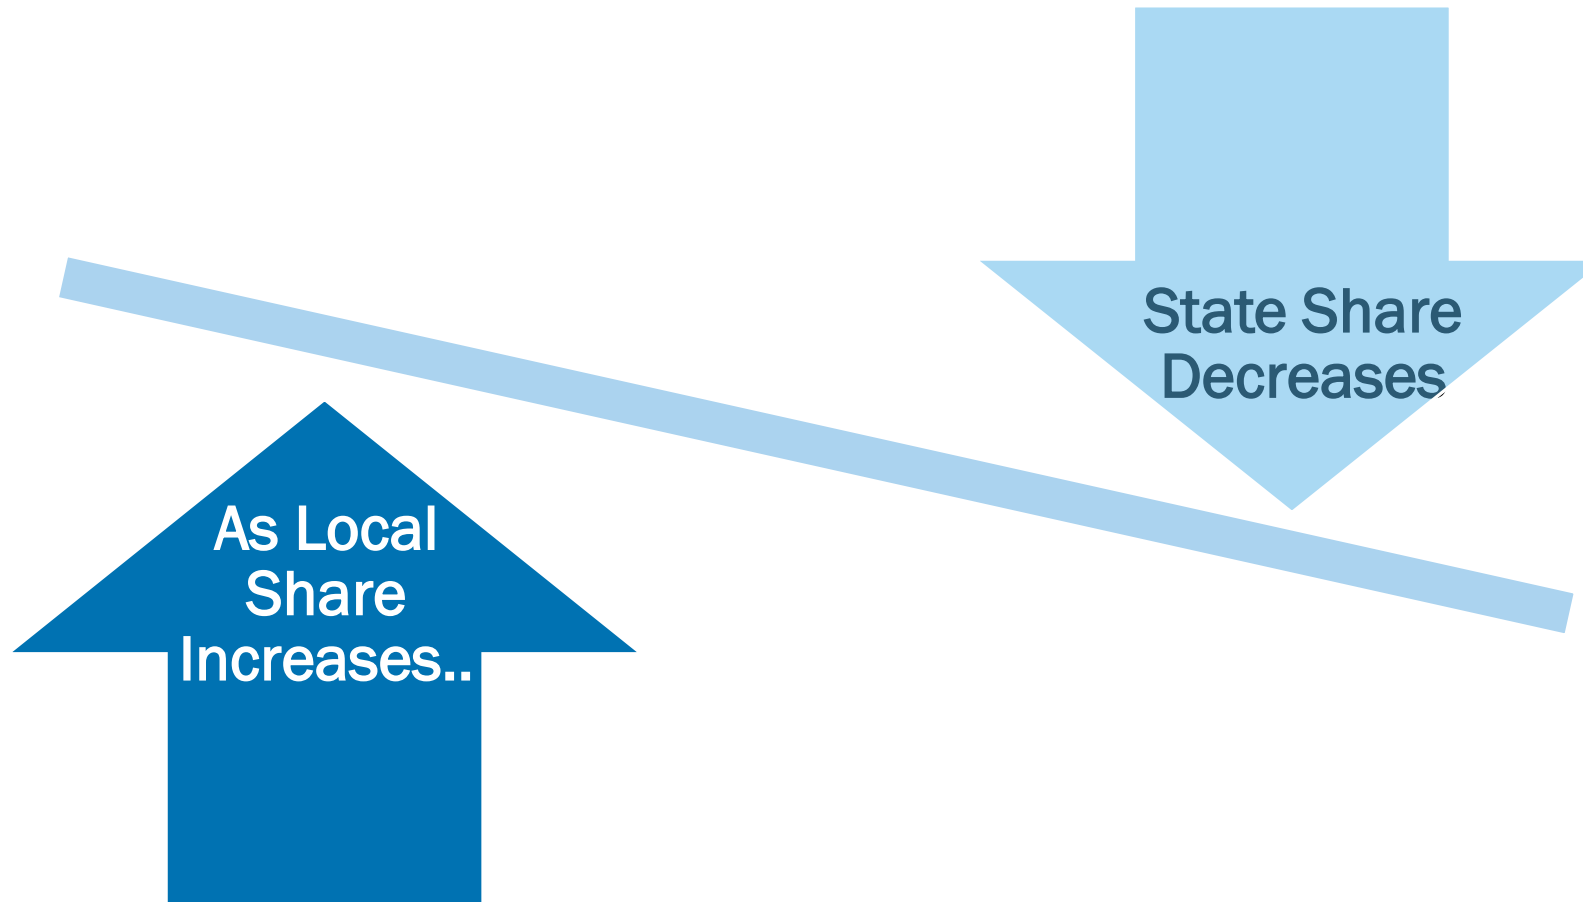 As Local
Share
Increases..
State Share
Decreases